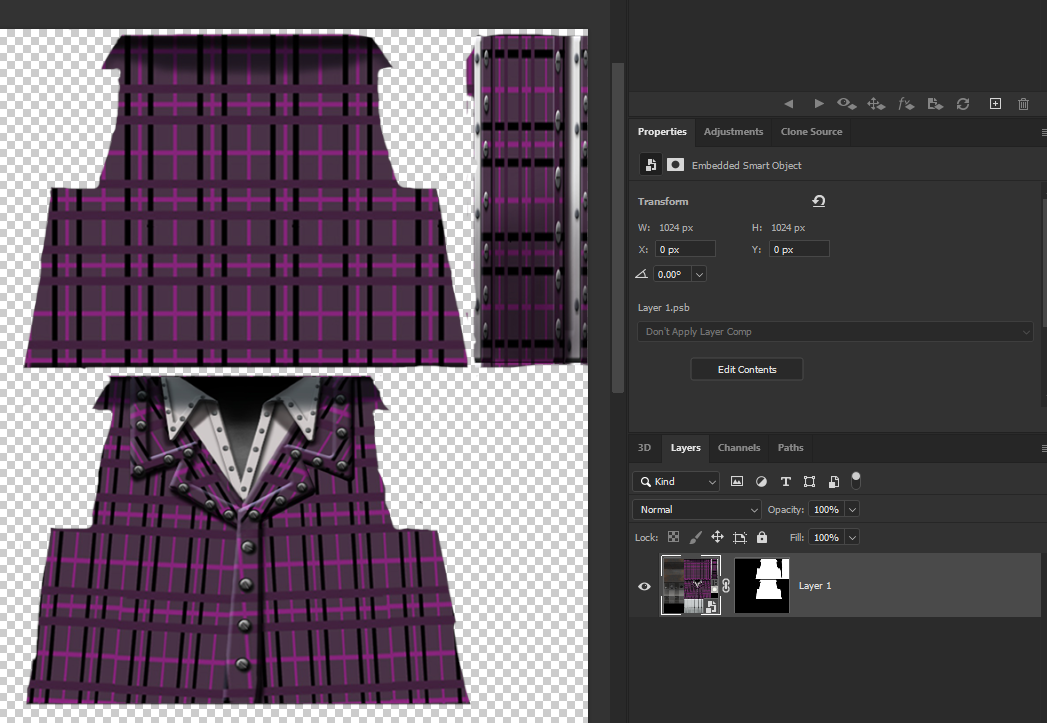 Properties Adjustments Clone Source
Embedded Smart Object
Transform
W: 1024 px H: 1024 px
X: 0 px Y: 0 px
0.00º
Layer 1.psb
Don't Apply Layer Comp
Edit Contents
3D Layers Channels Paths
Kind T
Normal Opacity: 100%
Lock: Fill: 100%
Layer 1